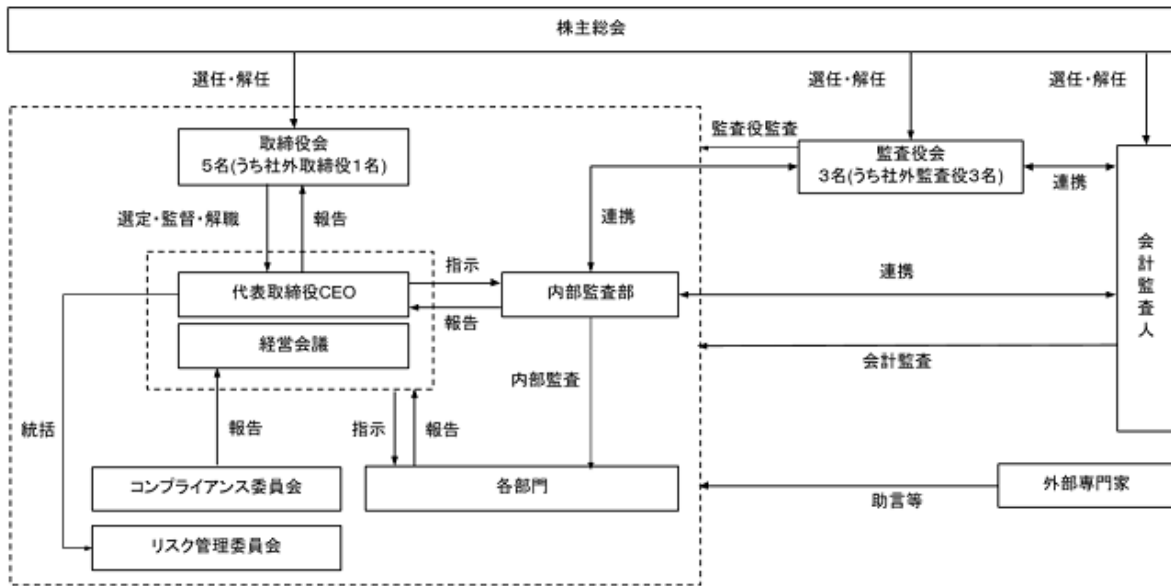 株主総会
選任・解任
選任・解任
選任・解任
取締役会
5名(うち社外取締役1名)
監査役監査
監査役会
3名(うち社外監査役3名)
連携
選定・監督・解職
報告
連携
会計監査人
代表取締役CEO
指示
報告
内部監査部
連携
経営会議
会計監査
内部監査
統括
報告
指示
報告
コンプライアンス委員会
各部門
外部専門家
助言等
リスク管理委員会